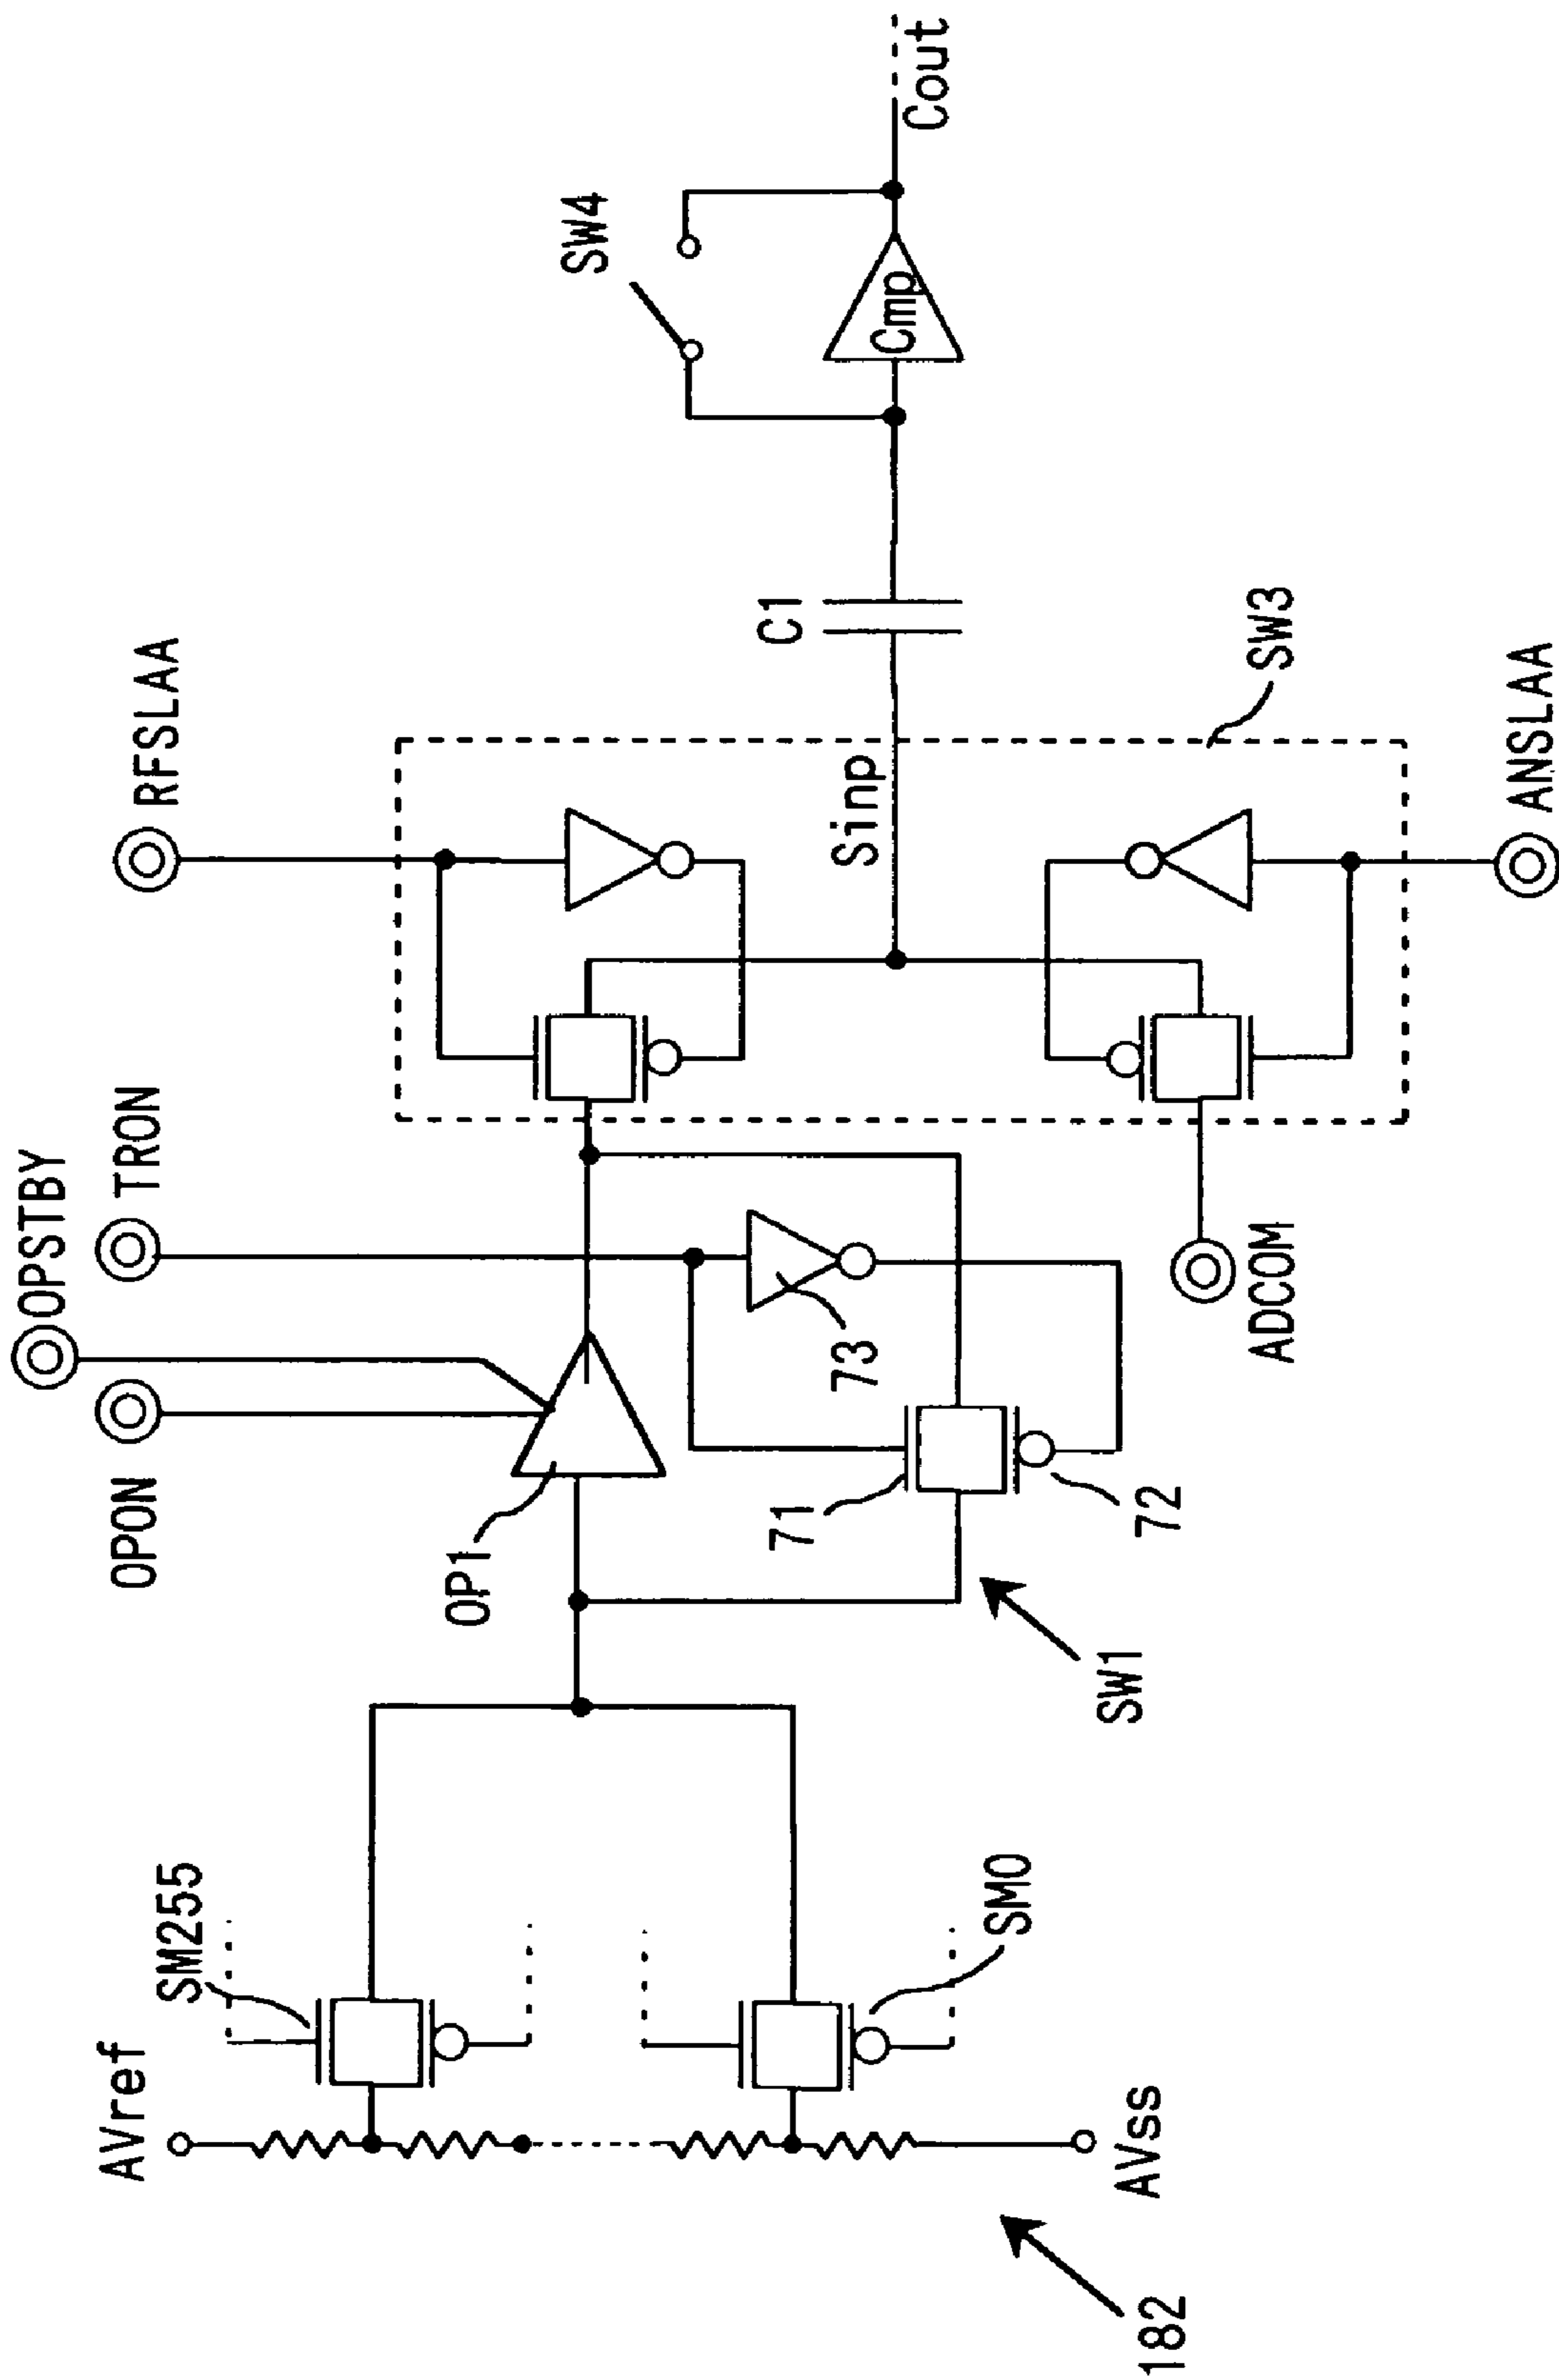 AVref
SM255
SM0
AVss
182
OPON
OPSTBY
TRON
OP1
71
72
73
SW1
ADCOM
RFSLAA
Sinp
SW3
ANSLAA
C1
SW4
Cmp
Cout